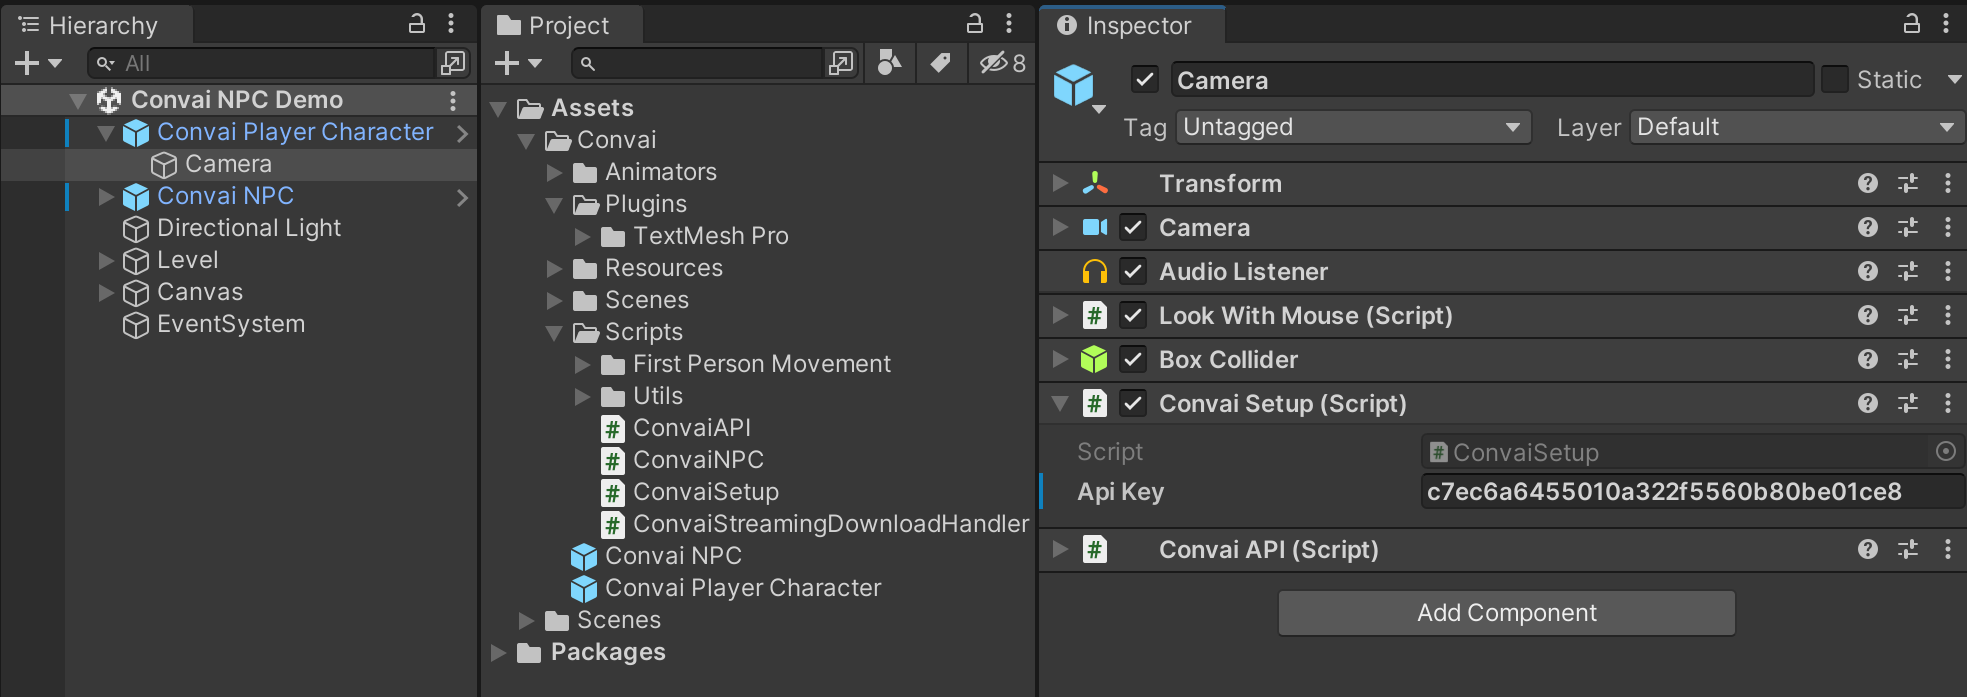 Hierarchy
All
Convai NPC Demo
Convai Player Character
Camera
Convai NPC
Directional Light
Level
Canvas
EventSystem
Project
8
Assets
Convai
Animators
Plugins
TextMesh Pro
Resources
Scenes
Scripts
First Person Movement
Utils
ConvaiAPI
ConvaiNPC
ConvaiSetup
ConvaiStreamingDownloadHandler
Convai NPC
Convai Player Character
Scenes
Packages
Inspector
Camera
Static
Tag Untagged Layer Default
Transform
Camera
Audio Listener
# Look With Mouse (Script)
Box Collider
# Convai Setup (Script)
Script # ConvaiSetup
Api Key c7ec6a6455010a322f5560b80be01ce8
# Convai API (Script)
Add Component